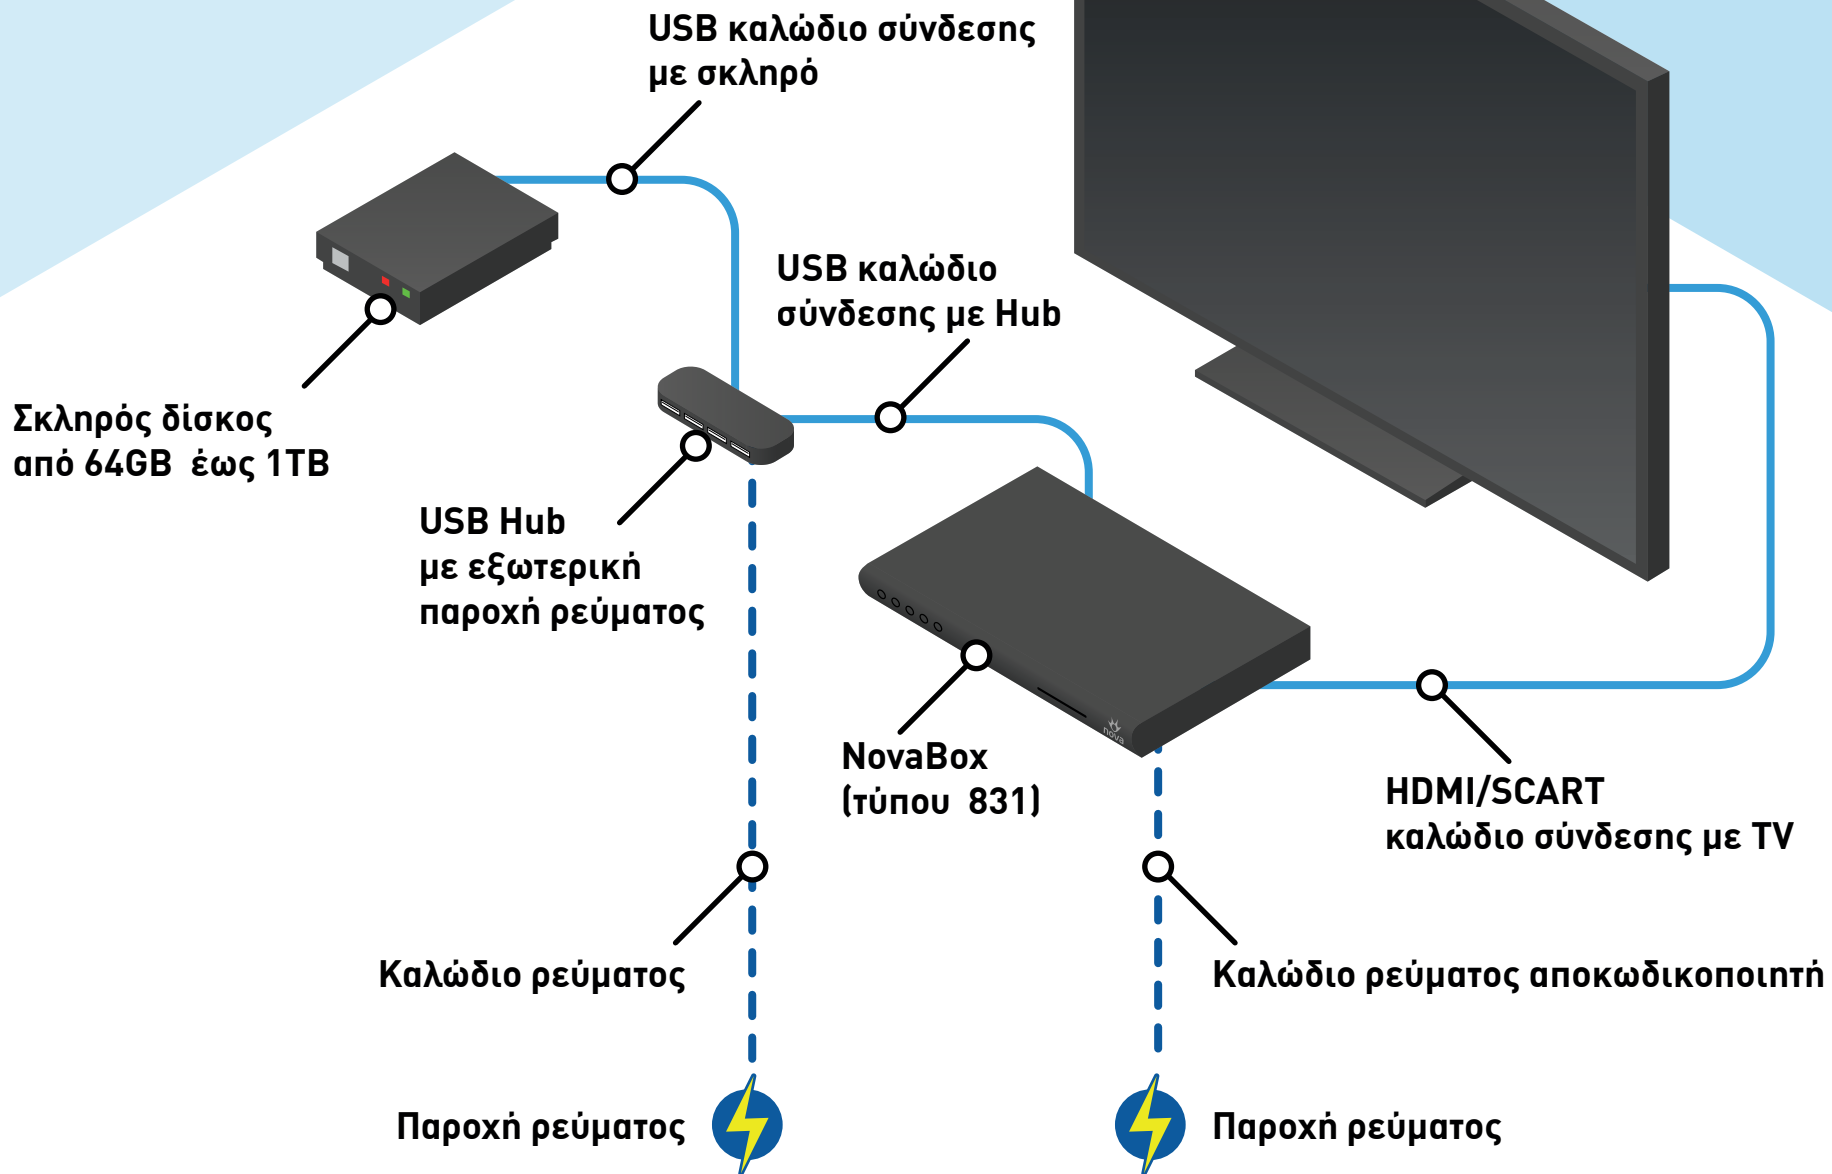 USB καλώδιο σύνδεσης
με σκληρό
USB καλώδιο
σύνδεσης με Hub
Σκληρός δίσκος
από 64GB έως 1TB
USB Hub
με εξωτερική
παροχή ρεύματος
nova
NovaBox
(τύπου 831)
HDMI/SCART
καλώδιο σύνδεσης με TV
Καλώδιο ρεύματος
Καλώδιο ρεύματος αποκωδικοποιητή
Παροχή ρεύματος
Παροχή ρεύματος